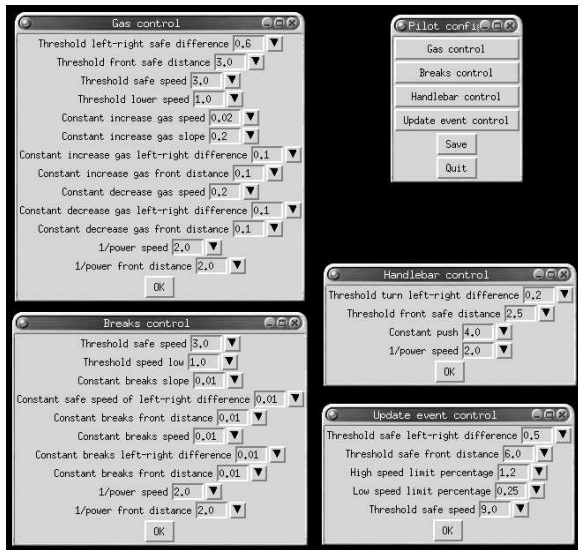 Gas control
Threshold left-right safe difference 0.6
Threshold front safe distance 3.0
Threshold safe speed 3.0
Threshold lower speed 1.0
Constant increase gas speed 0.02
Constant increase gas slope 0.2
Constant increase gas left-right difference 0.1
Constant increase gas front distance 0.1
Constant decrease gas speed 0.2
Constant decrease gas left-right difference 0.1
Constant decrease gas front distance 0.1
1/power speed 2.0
1/power front distance 2.0
OK
Pilot confi
Gas control
Breaks control
Handlebar control
Update event control
Save
Quit
Breaks control
Threshold safe speed 3.0
Threshold speed low 1.0
Constant breaks slope 0.01
Constant safe speed of left-right difference 0.01
Constant breaks front distance 0.01
Constant breaks speed 0.01
Constant breaks left-right difference 0.01
Constant breaks front distance 0.01
1/power speed 2.0
1/power front distance 2.0
OK
Handlebar control
Threshold turn left-right difference 0.2
Threshold front safe distance 2.5
Constant push 4.0
1/power speed 2.0
OK
Update event control
Threshold safe left-right difference 0.5
Threshold safe front distance 6.0
High speed limit percentage 1.2
Low speed limit percentage 0.25
Threshold safe speed 9.0
OK